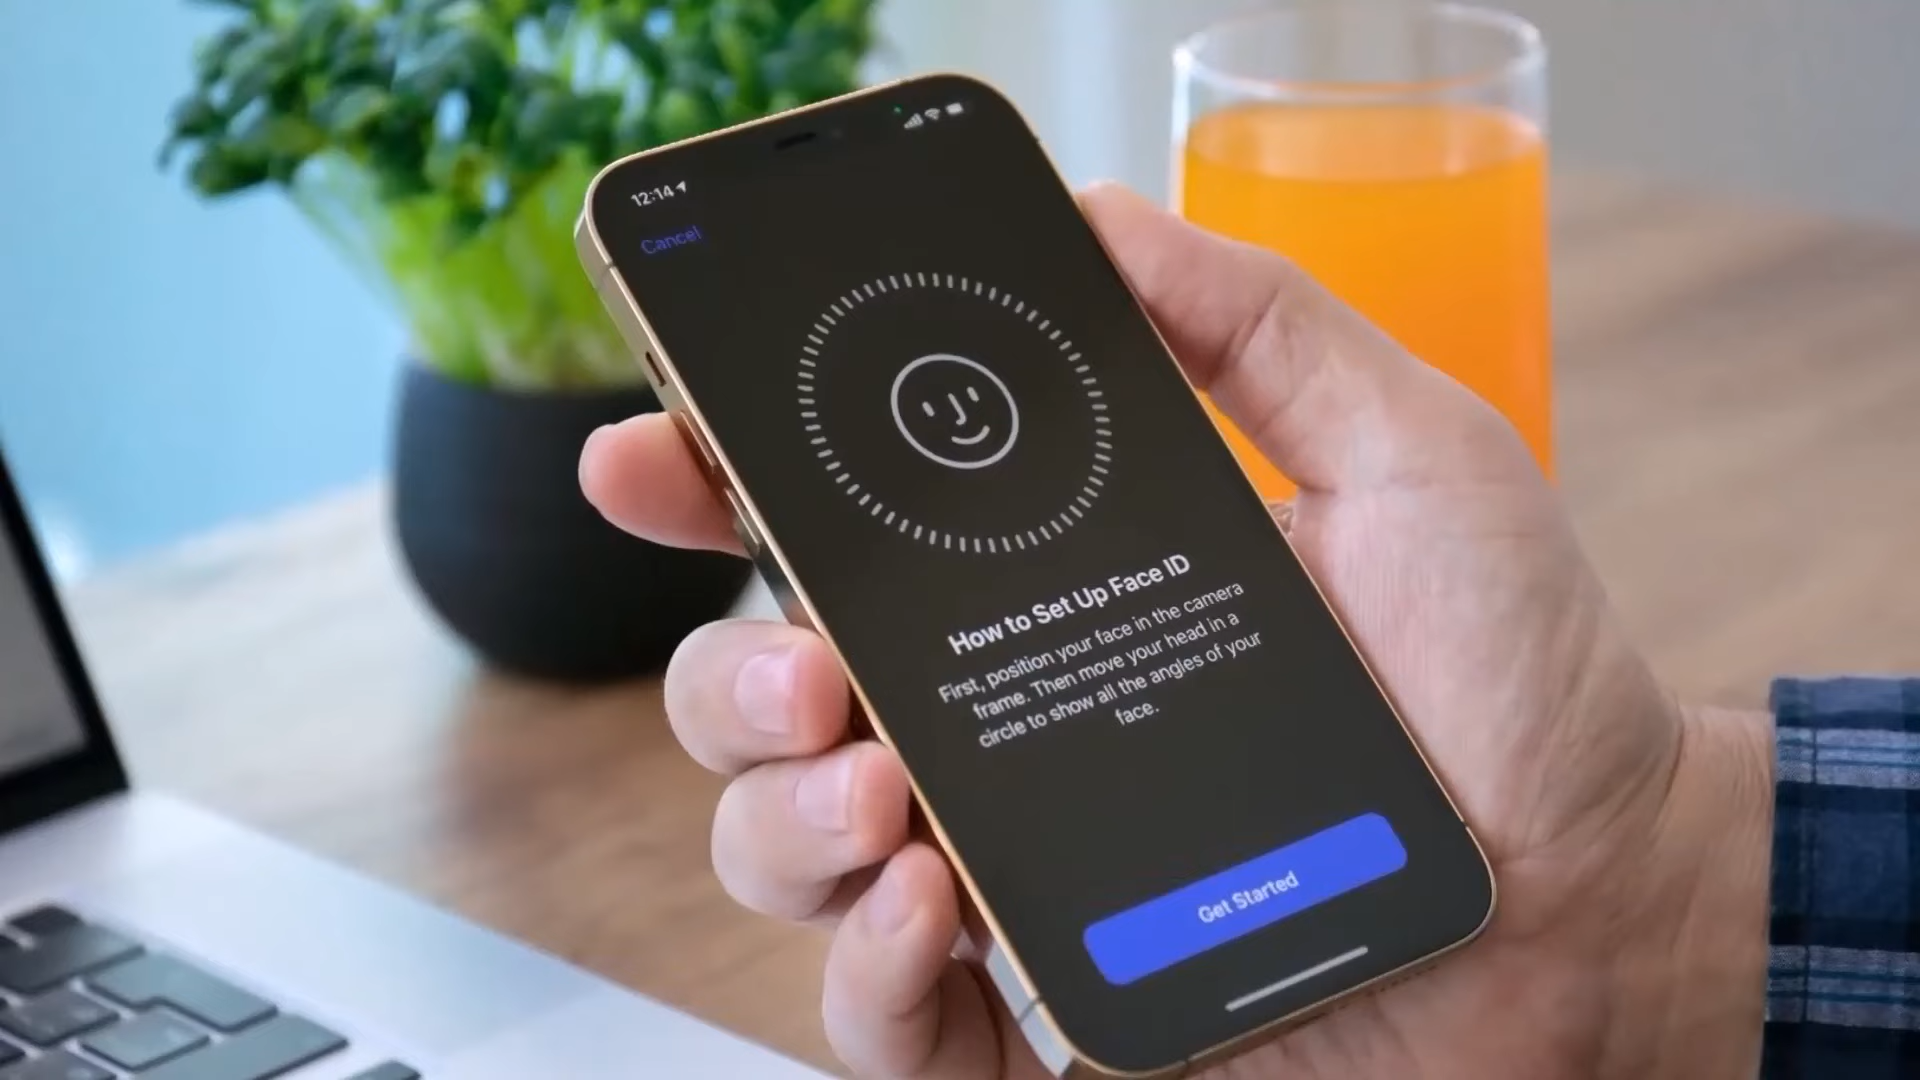 12:14
Cancel
How to Set Up Face ID
First, position your face in the camera
frame. Then move your head in a
circle to show all the angles of your
face.
Get Started